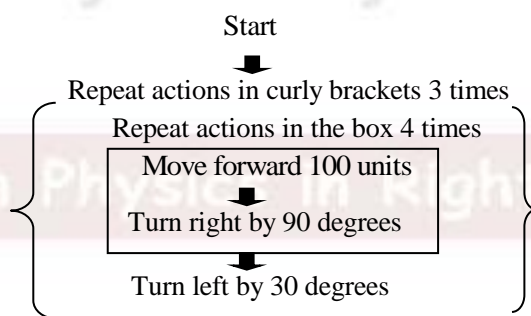 Start
Repeat actions in curly brackets 3 times
Repeat actions in the box 4 times
Move forward 100 units
Turn right by 90 degrees
Turn left by 30 degrees